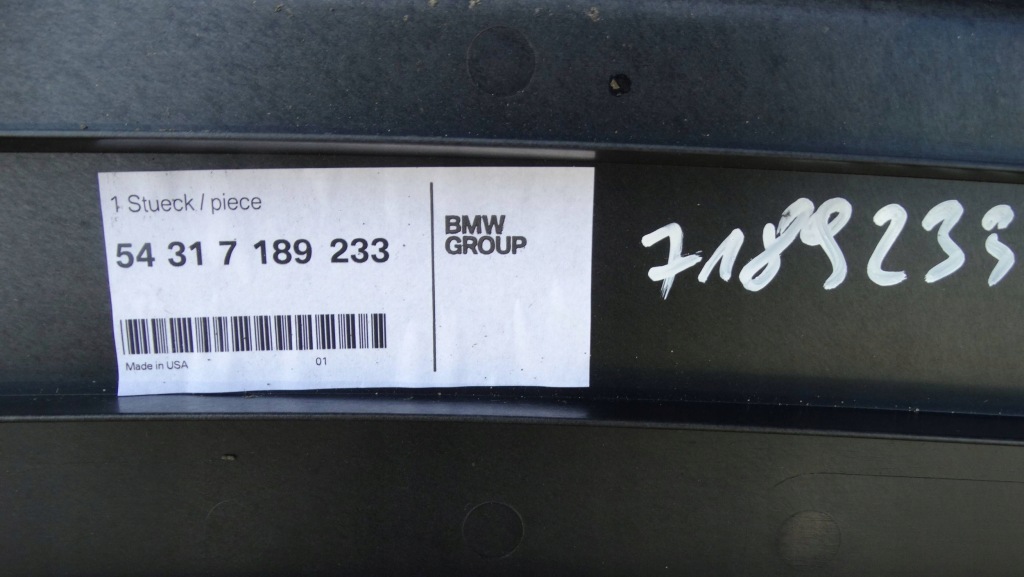 1 Stueck / piece
54 31 7 189 233
Made in USA 01
BMW
GROUP
7189233